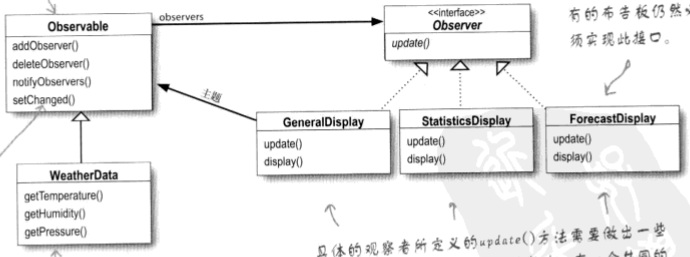 Observable
addObserver()
deleteObserver()
notifyObservers()
setChanged()
observers
<<interface>>
Observer
update()
有的布告板仍然
须实现此接口。
主题
GeneralDisplay
update()
display()
StatisticsDisplay
update()
display()
ForecastDisplay
update()
display()
WeatherData
getTemperature()
getHumidity()
getPressure()
具体的观察者所定义的update()方法需要做出一些